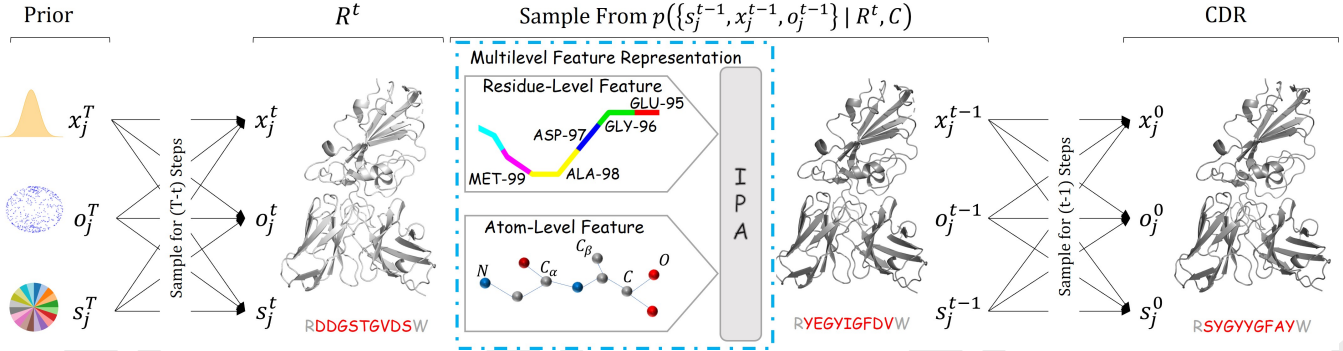 Prior
R^t
Sample From p({s_j^{t−1}, x_j^{t−1}, o_j^{t−1}} | R^t, C)
CDR
x_j^T
o_j^T
s_j^T
Sample for (T-t) Steps
x_j^t
o_j^t
s_j^t
RDDGSTGVDSW
Multilevel Feature Representation
Residue-Level Feature
GLU-95
GLY-96
ASP-97
ALA-98
MET-99
Atom-Level Feature
N
C_α
C_β
C
O
IPA
RYEGYIGFDVW
x_j^{t−1}
o_j^{t−1}
s_j^{t−1}
Sample for (t-1) Steps
x_j^0
o_j^0
s_j^0
RSYGYYGFAYW